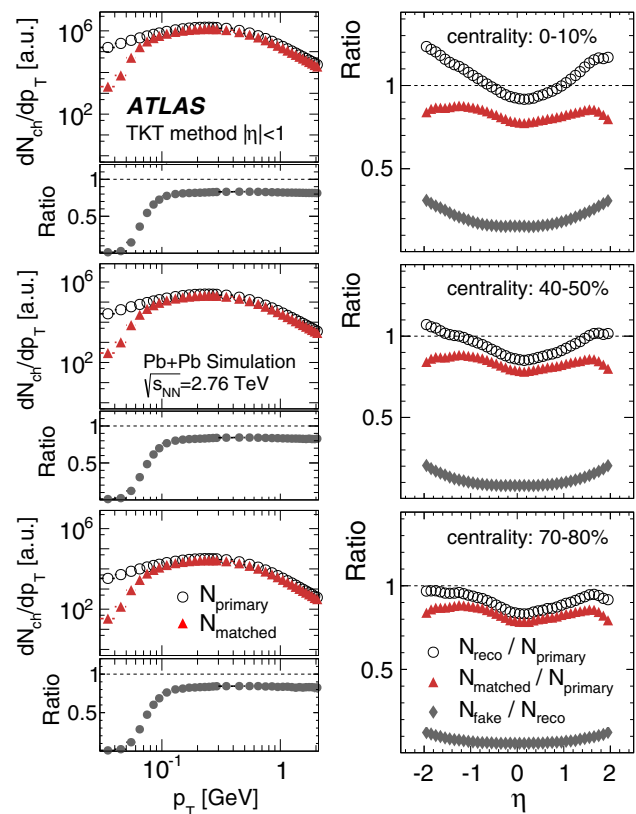 dN_ch/dp_T [a.u.]
10^6
10^2
ATLAS
TKT method |η|<1
Ratio
1
0.5
dN_ch/dp_T [a.u.]
10^6
10^2
Pb+Pb Simulation
√s_NN=2.76 TeV
Ratio
1
0.5
dN_ch/dp_T [a.u.]
10^6
10^2
N_primary
N_matched
Ratio
1
0.5
10^-1 1
p_T [GeV]
Ratio
centrality: 0-10%
1
0.5
Ratio
centrality: 40-50%
1
0.5
Ratio
centrality: 70-80%
1
N_reco / N_primary
0.5
N_matched / N_primary
N_fake / N_reco
-2 -1 0 1 2
η